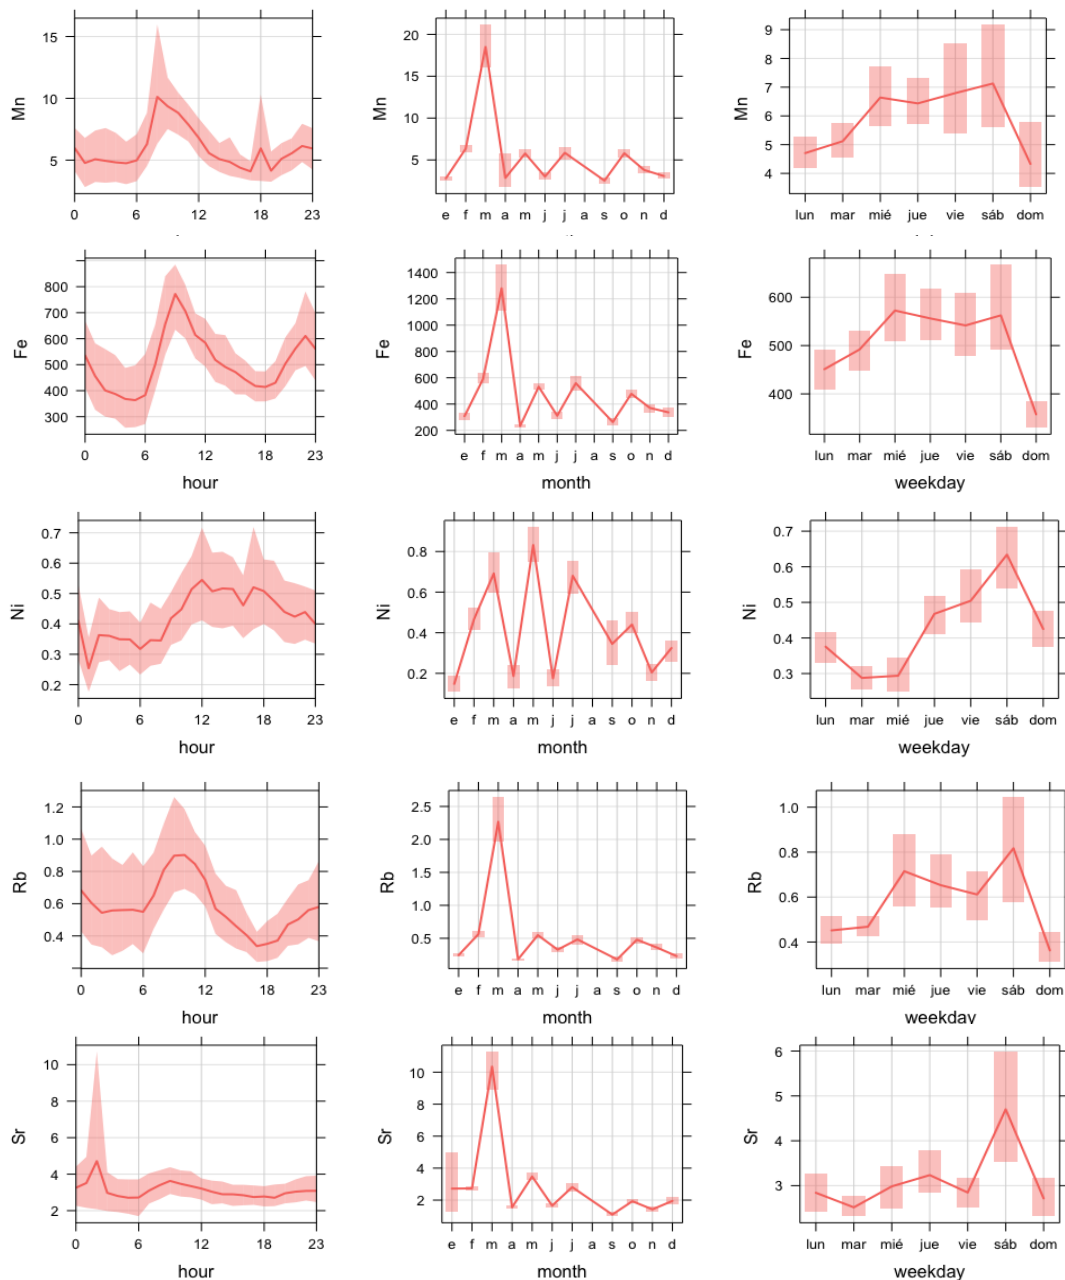 Mn
15
10
5
0 6 12 18 23
Mn
20
15
10
5
e f m a m j j a s o n d
Mn
9
8
7
6
5
4
lun mar mié jue vie sáb dom
Fe
800
700
600
500
400
300
0 6 12 18 23
hour
Fe
1400
1200
1000
800
600
400
200
e f m a m j j a s o n d
month
Fe
600
500
400
lun mar mié jue vie sáb dom
weekday
Ni
0.7
0.6
0.5
0.4
0.3
0.2
0 6 12 18 23
hour
Ni
0.8
0.6
0.4
0.2
e f m a m j j a s o n d
month
Ni
0.7
0.6
0.5
0.4
0.3
lun mar mié jue vie sáb dom
weekday
Rb
1.2
1.0
0.8
0.6
0.4
0 6 12 18 23
hour
Rb
2.5
2.0
1.5
1.0
0.5
e f m a m j j a s o n d
month
Rb
1.0
0.8
0.6
0.4
lun mar mié jue vie sáb dom
weekday
Sr
10
8
6
4
2
0 6 12 18 23
hour
Sr
10
8
6
4
2
e f m a m j j a s o n d
month
Sr
6
5
4
3
lun mar mié jue vie sáb dom
weekday